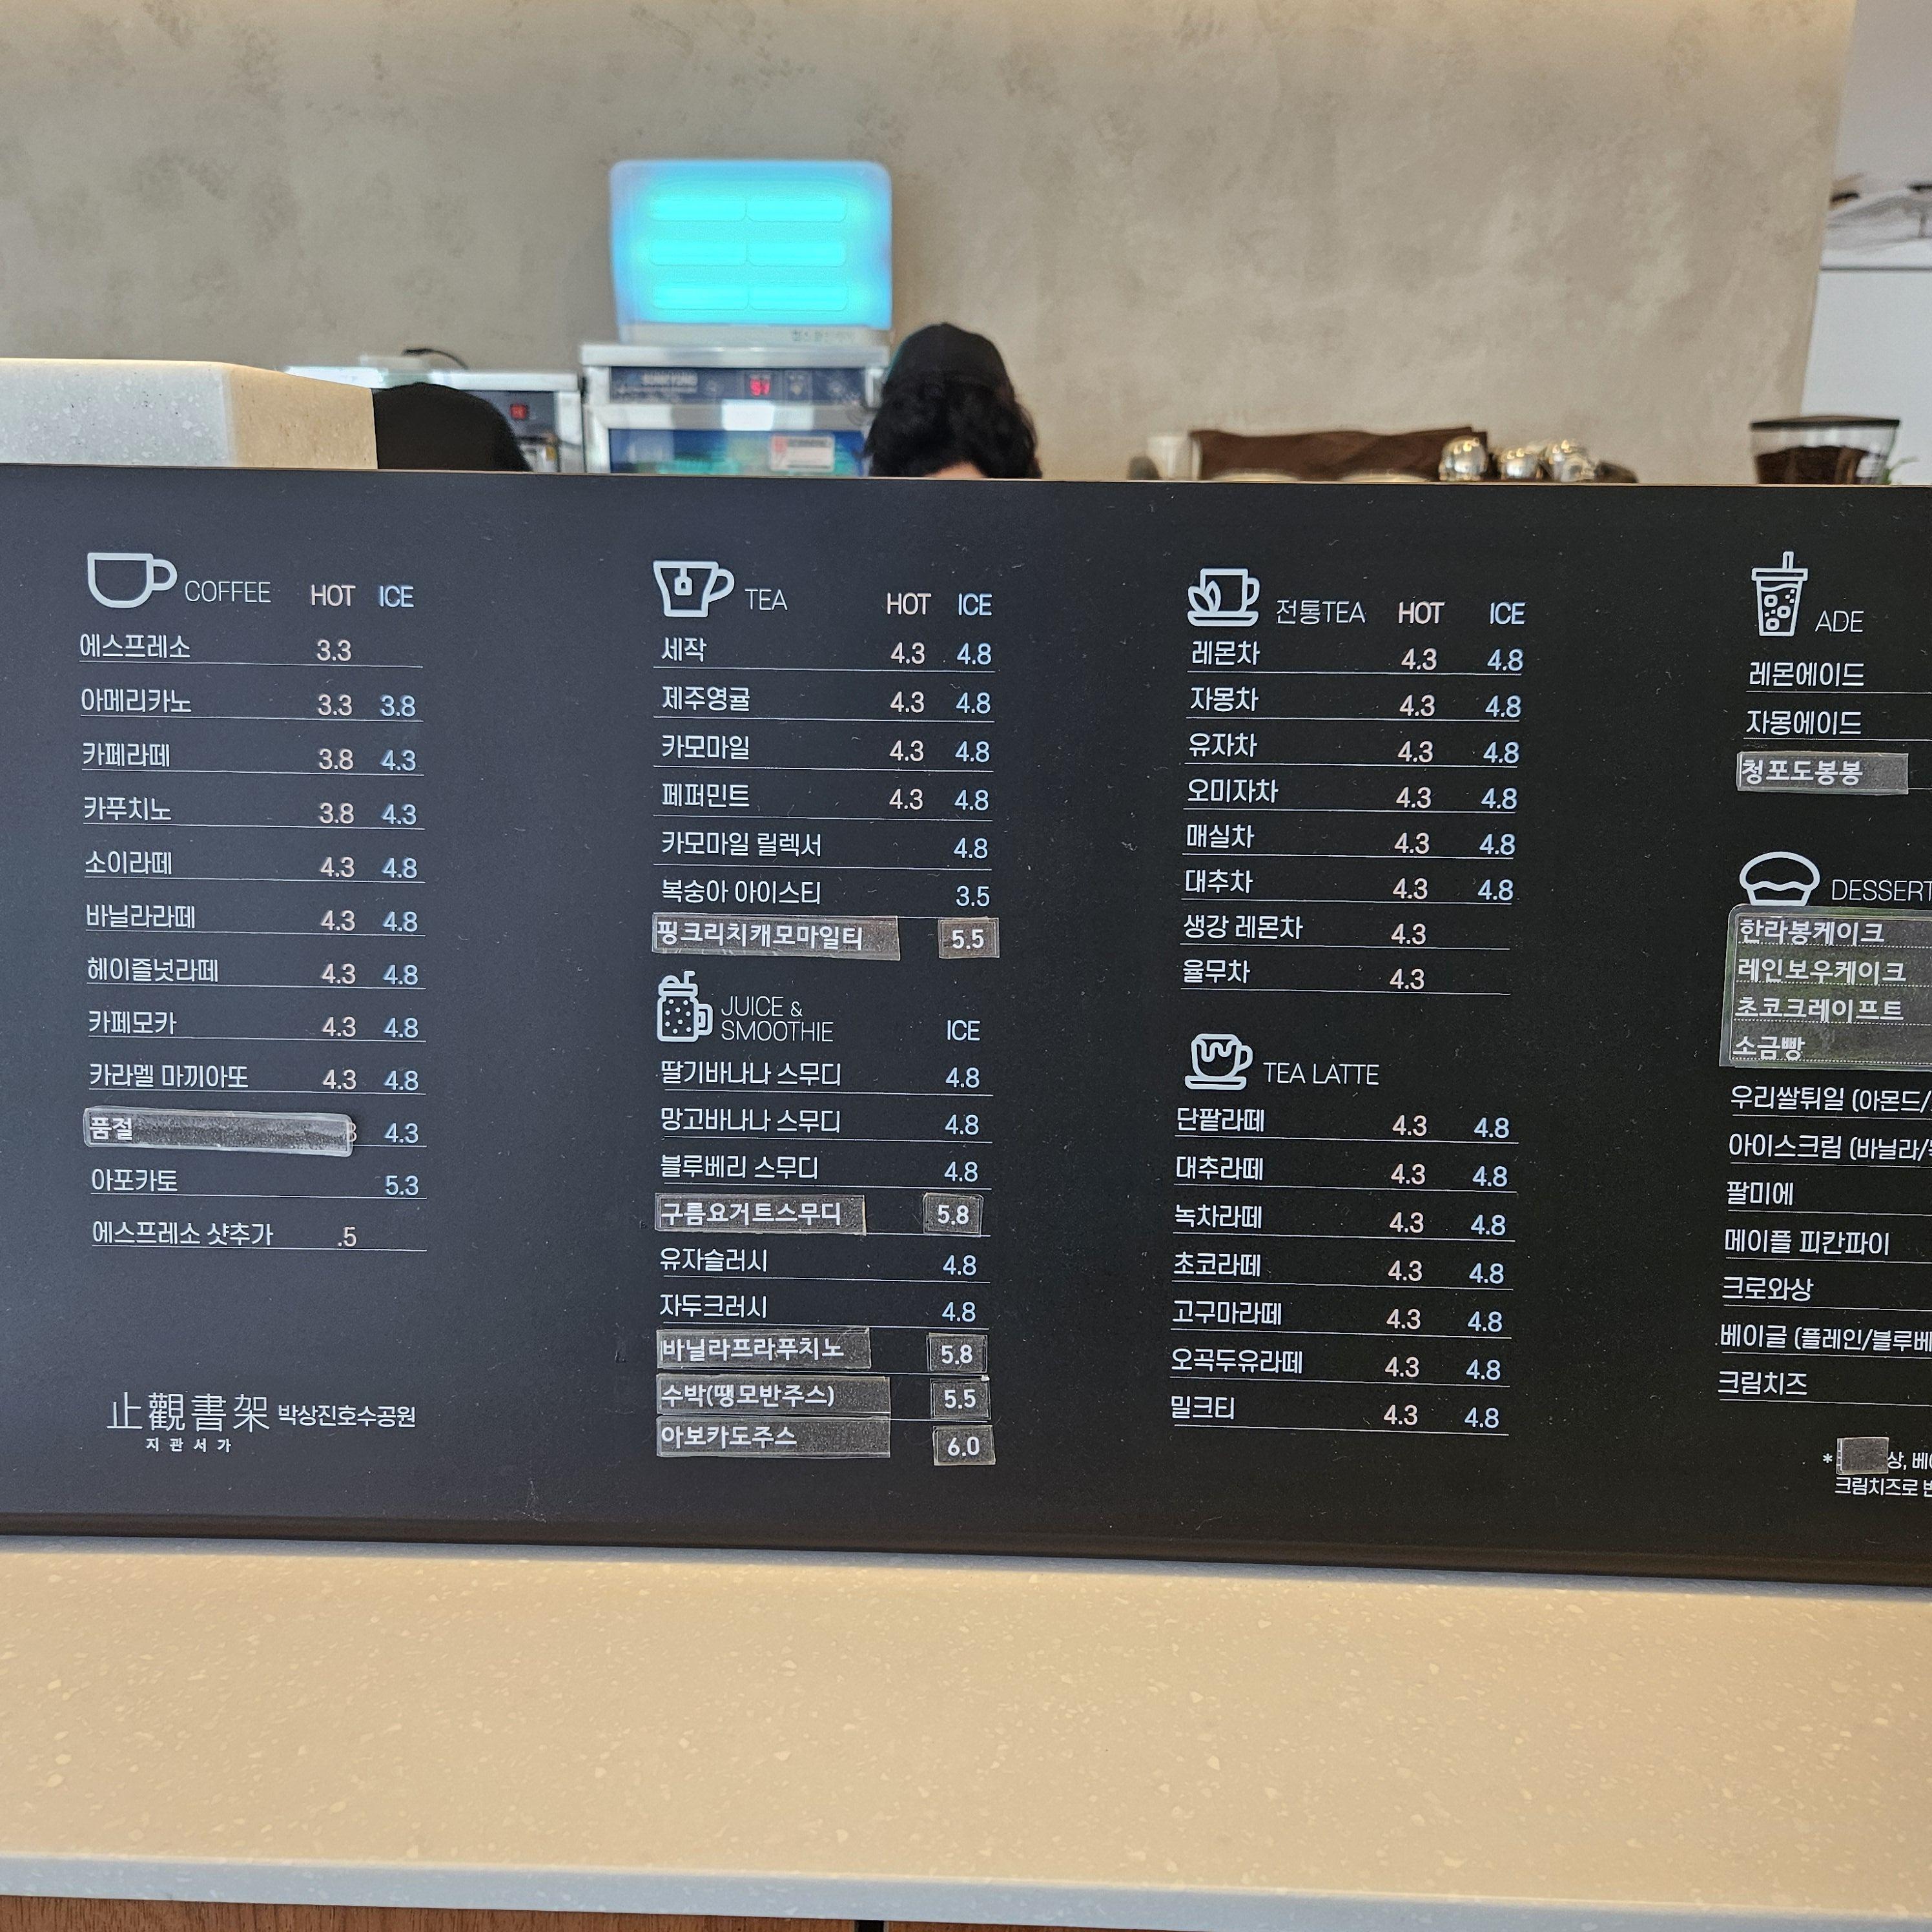 COFFEE HOT ICE
에스프레소 3.3
아메리카노 3.3 3.8
카페라떼 3.8 4.3
카푸치노 3.8 4.3
소이라떼 4.3 4.8
바닐라라떼 4.3 4.8
헤이즐넛라떼 4.3 4.8
카페모카 4.3 4.8
카라멜 마끼아또 4.3 4.8
품절 4.3
아포카토 5.3
에스프레소 샷추가 .5
止觀書架 박상진호수공원
지관서가
TEA HOT ICE
세작 4.3 4.8
제주영귤 4.3 4.8
카모마일 4.3 4.8
페퍼민트 4.3 4.8
카모마일 릴렉서 4.8
복숭아 아이스티 3.5
핑크리치캐모마일티 5.5
JUICE &
SMOOTHIE ICE
딸기바나나 스무디 4.8
망고바나나 스무디 4.8
블루베리 스무디 4.8
구름요거트스무디 5.8
유자슬러시 4.8
자두크러시 4.8
바닐라프라푸치노 5.8
수박(땡모반주스) 5.5
아보카도주스 6.0
전통TEA HOT ICE
레몬차 4.3 4.8
자몽차 4.3 4.8
유자차 4.3 4.8
오미자차 4.3 4.8
매실차 4.3 4.8
대추차 4.3 4.8
생강 레몬차 4.3
율무차 4.3
TEA LATTE
단팥라떼 4.3 4.8
대추라떼 4.3 4.8
녹차라떼 4.3 4.8
초코라떼 4.3 4.8
고구마라떼 4.3 4.8
오곡두유라떼 4.3 4.8
밀크티 4.3 4.8
ADE
레몬에이드
자몽에이드
청포도봉봉
DESSERT
한라봉케이크
레인보우케이크
초코크레이프트
소금빵
우리쌀튀일 (아몬드/
아이스크림 (바닐라/
팔미에
메이플 피칸파이
크로와상
베이글 (플레인/블루베
크림치즈
* 상, 베
크림치즈로